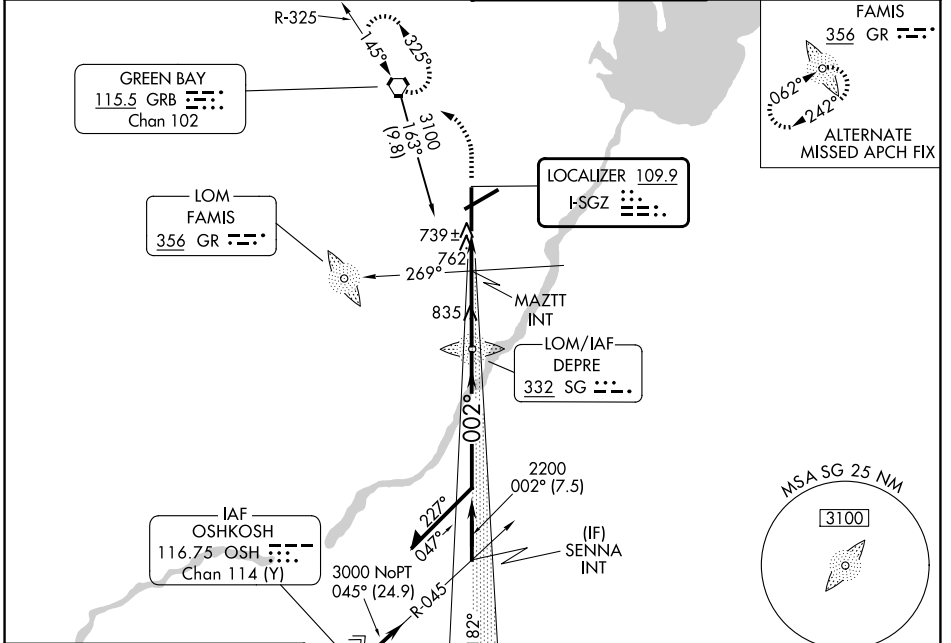 R-325
145°
325°
GREEN BAY
115.5 GRB
Chan 102
3100
163°
(9.8)
FAMIS
356 GR
062°
242°
ALTERNATE
MISSED APCH FIX
LOCALIZER 109.9
I-SGZ
LOM
FAMIS
356 GR
739±
762
269°
MAZTT
INT
835
LOM/IAF
DEPRE
332 SG
002°
2200
002° (7.5)
227°
047°
(IF)
SENNA
INT
IAF
OSHKOSH
116.75 OSH
Chan 114 (Y)
3000 NoPT
045° (24.9)
R-045
182°
MSA SG 25 NM
3100